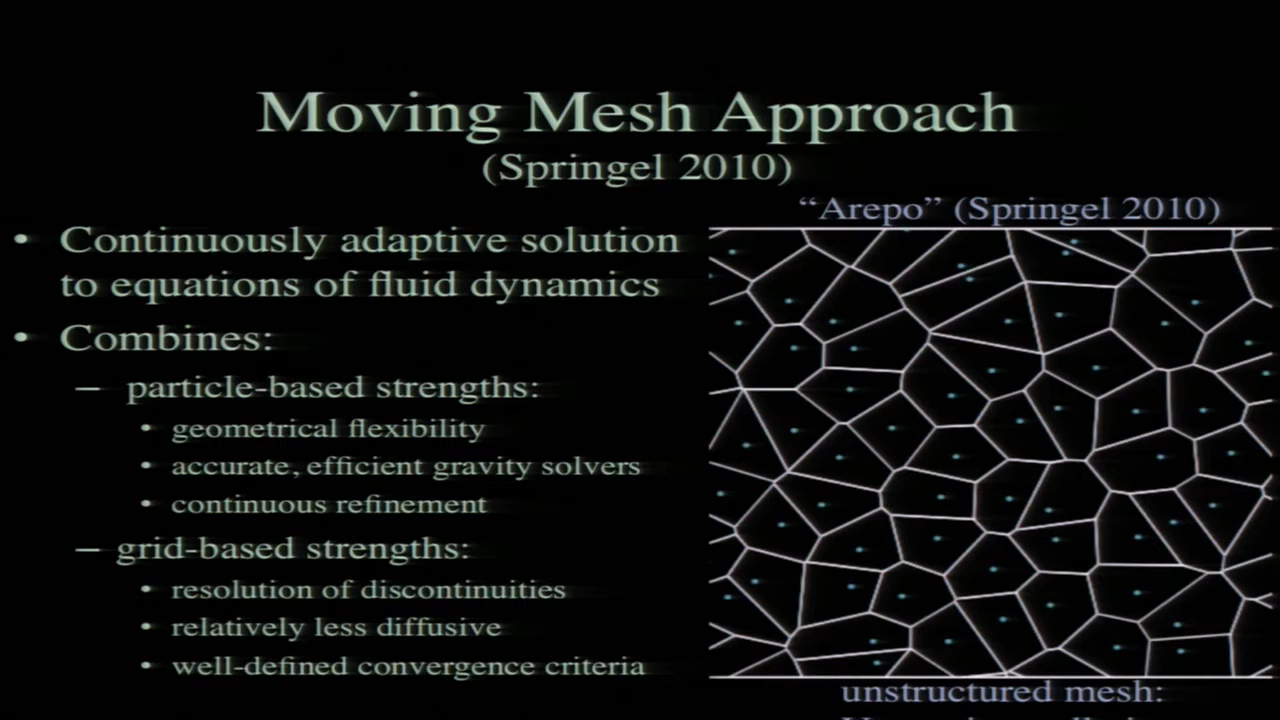 Moving Mesh Approach
(Springel 2010)
“Arepo” (Springel 2010)
• Continuously adaptive solution
to equations of fluid dynamics
• Combines:
– particle-based strengths:
• geometrical flexibility
• accurate, efficient gravity solvers
• continuous refinement
– grid-based strengths:
• resolution of discontinuities
• relatively less diffusive
• well-defined convergence criteria
unstructured mesh: